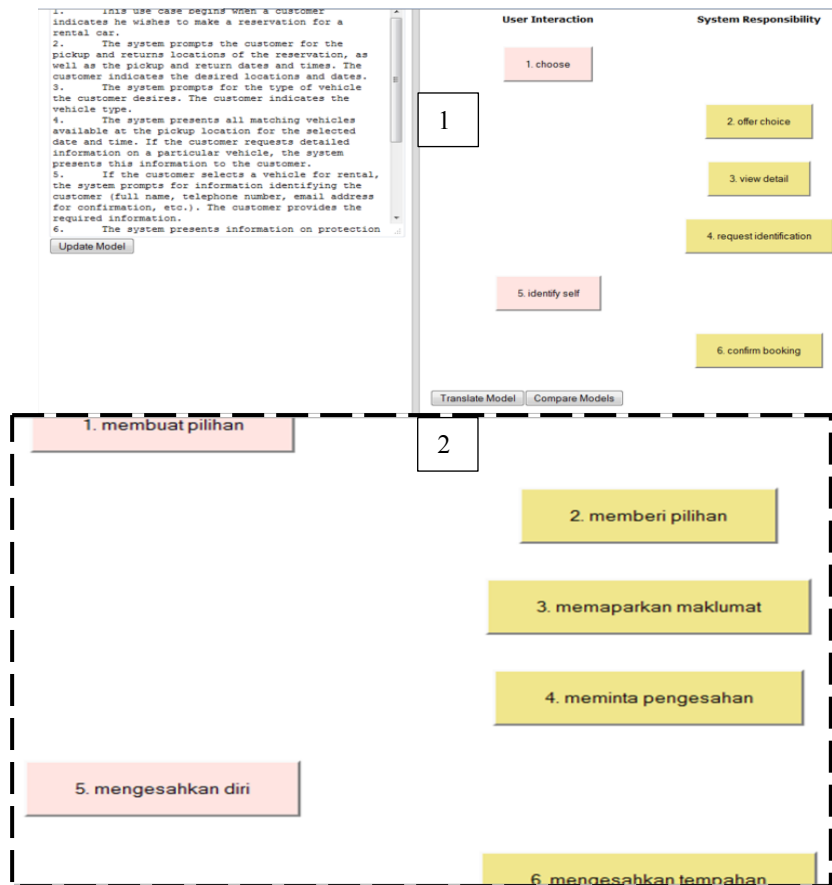 1. This use case begins when a customer
indicates he wishes to make a reservation for a
rental car.
2. The system prompts the customer for the
pickup and returns locations of the reservation, as
well as the pickup and return dates and times. The
customer indicates the desired locations and dates.
3. The system prompts for the type of vehicle
the customer desires. The customer indicates the
vehicle type.
4. The system presents all matching vehicles
available at the pickup location for the selected
date and time. If the customer requests detailed
information on a particular vehicle, the system
presents this information to the customer.
5. If the customer selects a vehicle for rental,
the system prompts for information identifying the
customer (full name, telephone number, email address
for confirmation, etc.). The customer provides the
required information.
6. The system presents information on protection
Update Model
User Interaction
System Responsibility
1. choose
1
2. offer choice
3. view detail
4. request identification
5. identify self
6. confirm booking
Translate Model
Compare Models
1. membuat pilihan
2
2. memberi pilihan
3. memaparkan maklumat
4. meminta pengesahan
5. mengesahkan diri
6. mengesahkan tempahan